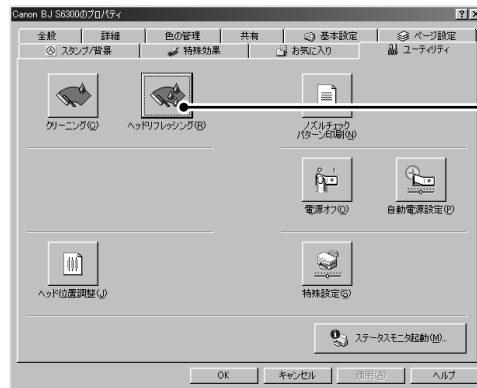 Canon BJ S6300のプロパティ
全般 詳細 色の管理 共有 基本設定 ページ設定
スタンプ/背景 特殊効果 お気に入り ユーティリティ
クリーニング(C) ヘッドリフレッシング(R) ノズルチェック
パターン印刷(N)
電源オフ(O) 自動電源設定(P)
ヘッド位置調整(J) 特殊設定(S)
ステータスモニタ起動(M)...
OK キャンセル 適用(A) ヘルプ